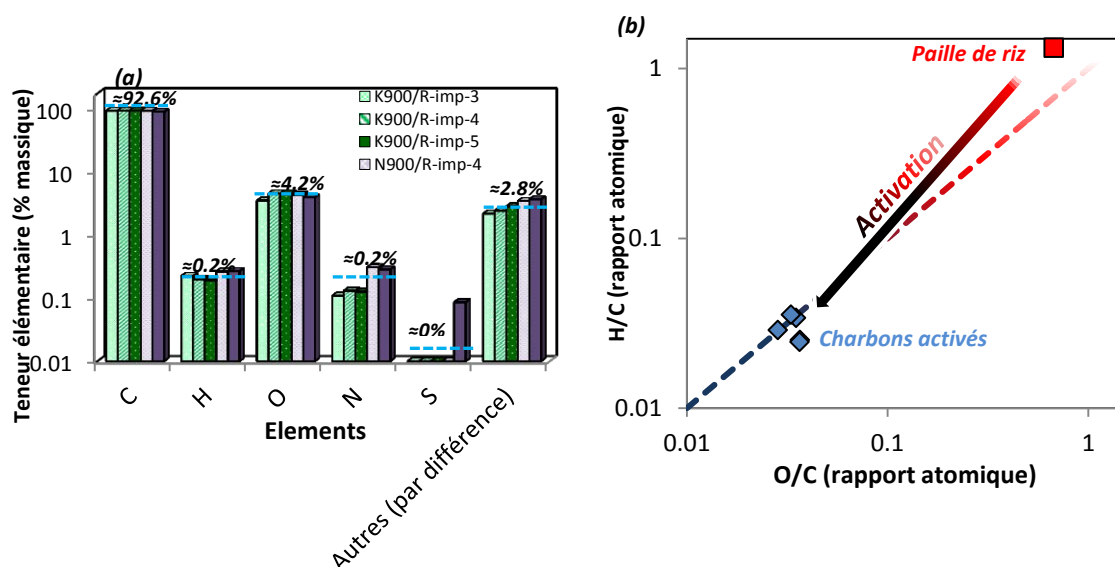 (a)
Teneur élémentaire (% massique)
100
10
1
0.1
0.01
≈92.6%
≈0.2%
≈4.2%
≈0.2%
≈0%
≈2.8%
K900/R-imp-3
K900/R-imp-4
K900/R-imp-5
N900/R-imp-4
C
H
O
N
S
Autres (par différence)
Elements
(b)
H/C (rapport atomique)
1
0.1
0.01
Paille de riz
Activation
Charbons activés
0.01
0.1
1
O/C (rapport atomique)